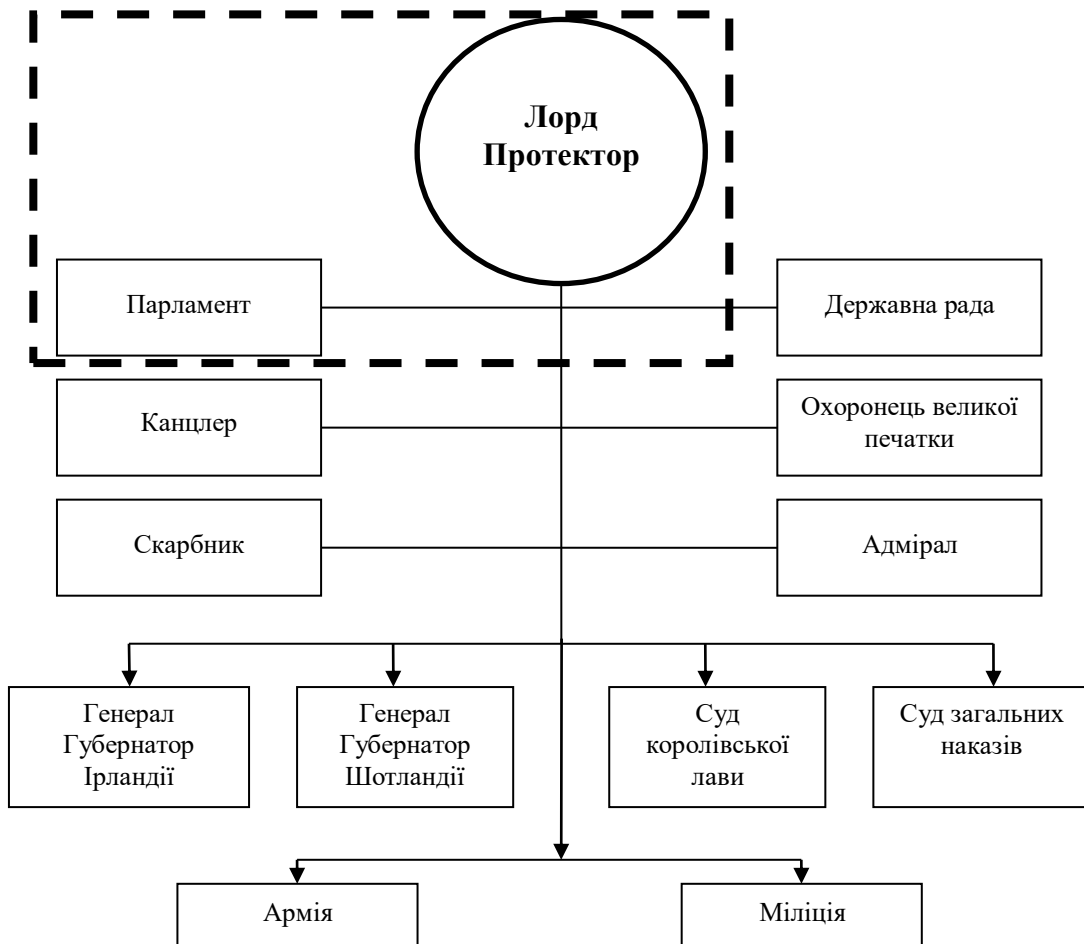 Лорд
Протектор
Парламент
Державна рада
Канцлер
Охоронець великої
печатки
Скарбник
Адмірал
Генерал
Губернатор
Ірландії
Генерал
Губернатор
Шотландії
Суд
королівської
лави
Суд загальних
наказів
Армія
Міліція